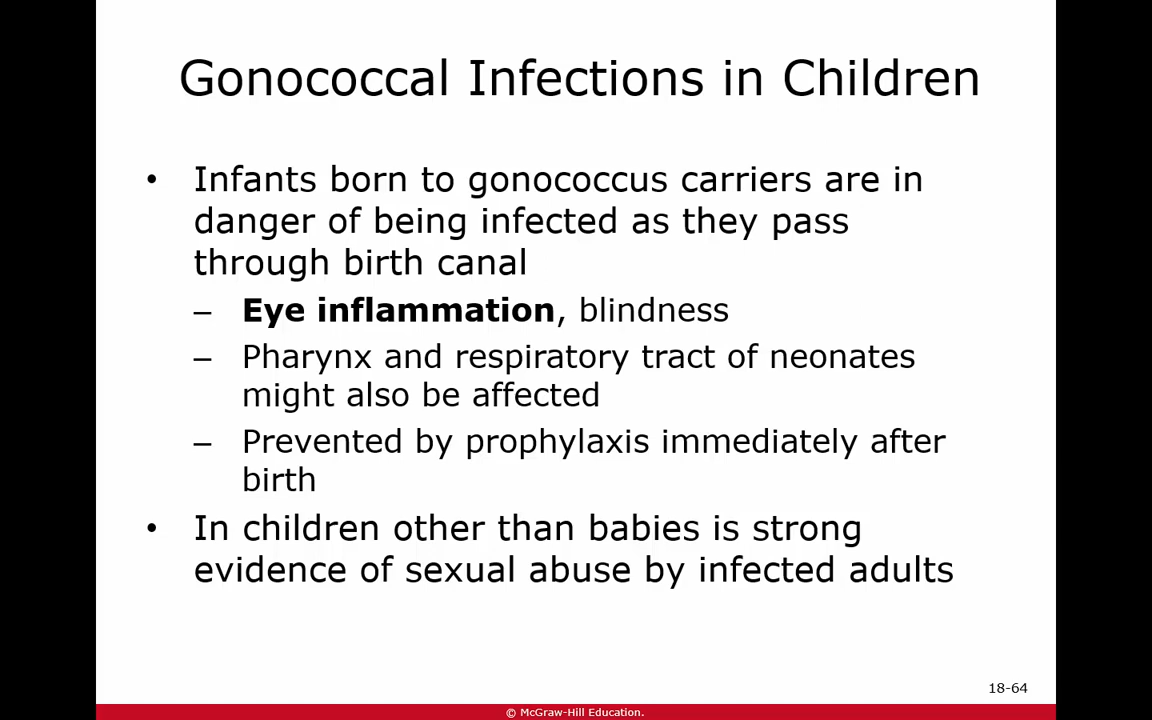 Gonococcal Infections in Children
• Infants born to gonococcus carriers are in
danger of being infected as they pass
through birth canal
– Eye inflammation, blindness
– Pharynx and respiratory tract of neonates
might also be affected
– Prevented by prophylaxis immediately after
birth
• In children other than babies is strong
evidence of sexual abuse by infected adults
18-64
© McGraw-Hill Education.